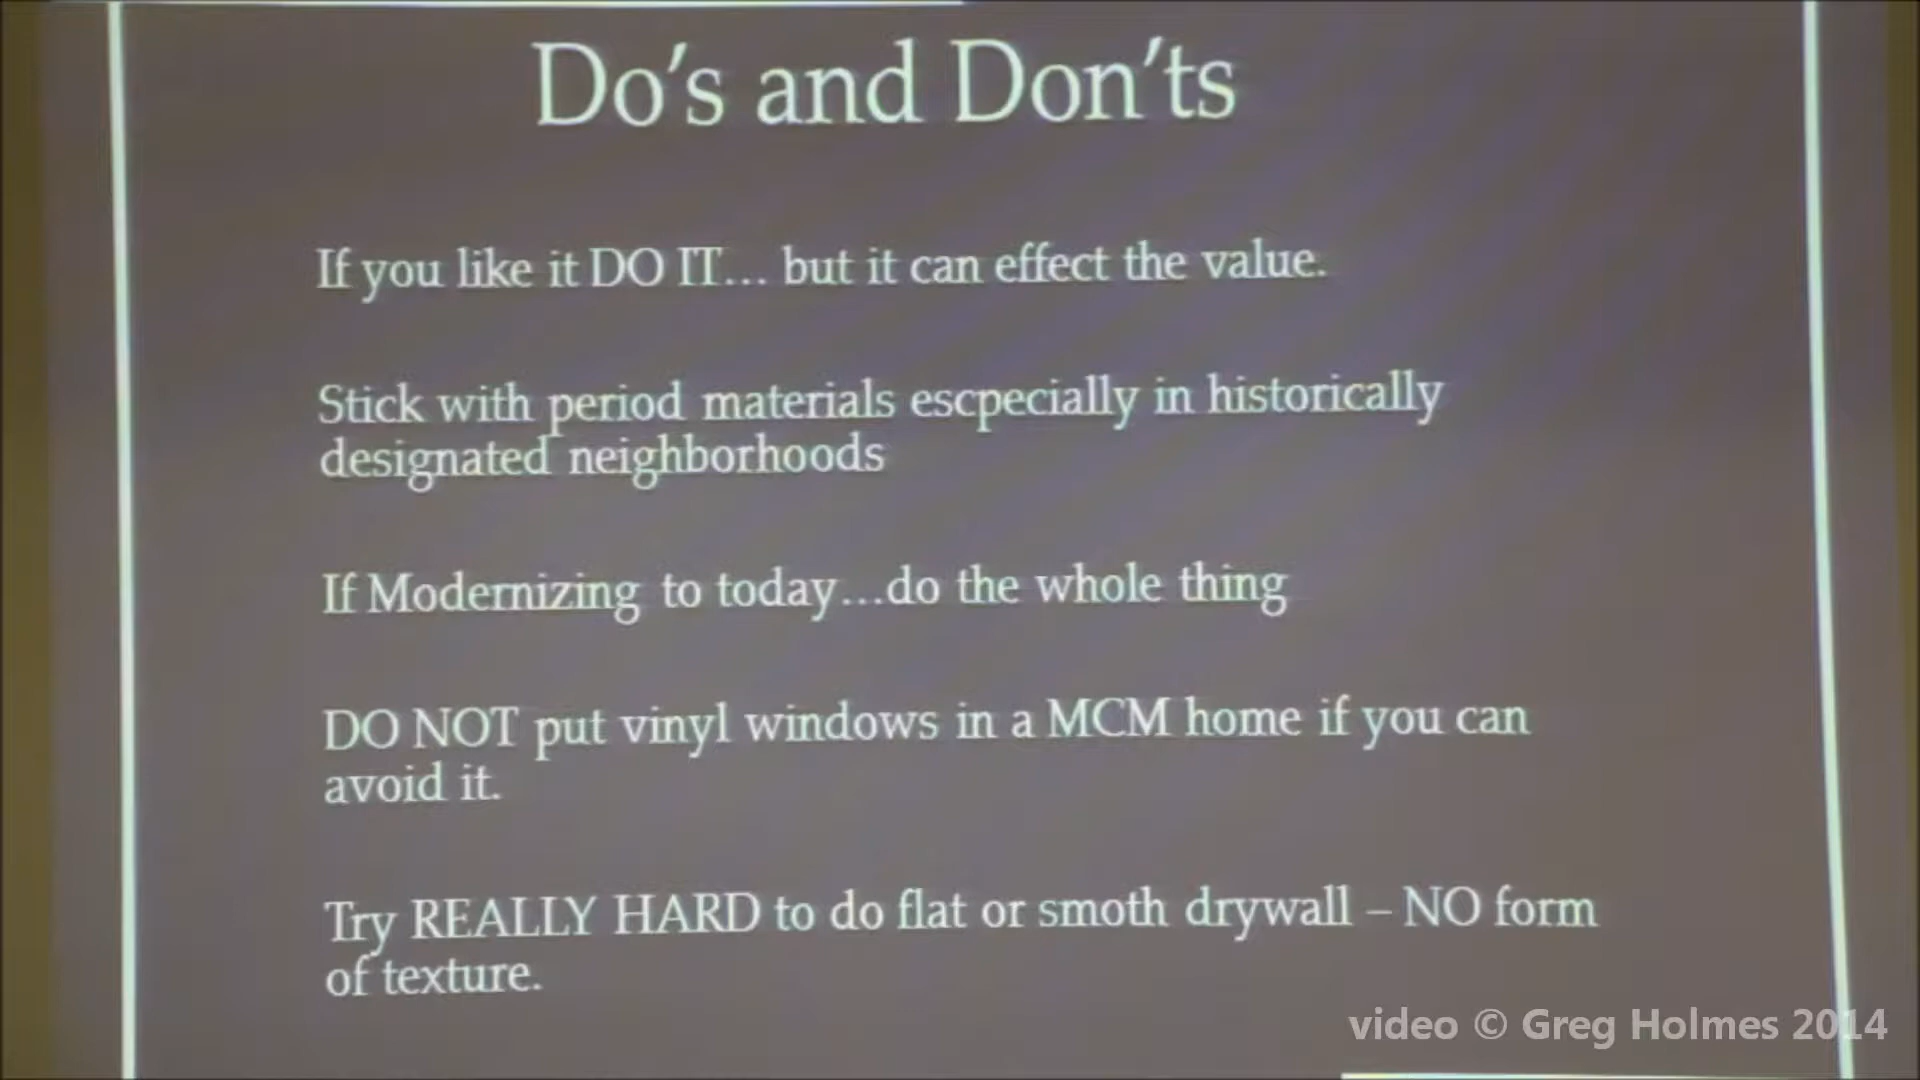 Do's and Don'ts
If you like it DO IT... but it can effect the value.
Stick with period materials escpecially in historically
designated neighborhoods
If Modernizing to today...do the whole thing
DO NOT put vinyl windows in a MCM home if you can
avoid it.
Try REALLY HARD to do flat or smoth drywall – NO form
of texture.
video © Greg Holmes 2014